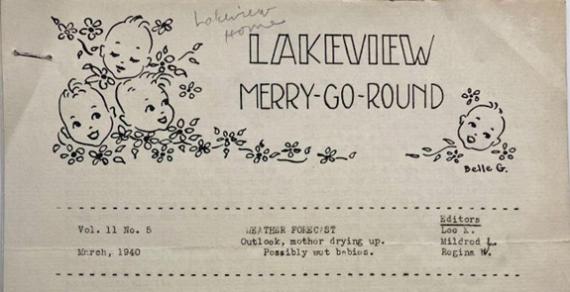 Lakeview
Home
LAKEVIEW
MERRY-GO-ROUND
Belle G.
Editors
Vol. 11 No. 5 WEATHER FORECAST Lee K.
Outlook, mother drying up. Mildred L.
March, 1940 Possibly wet babies. Regina W.